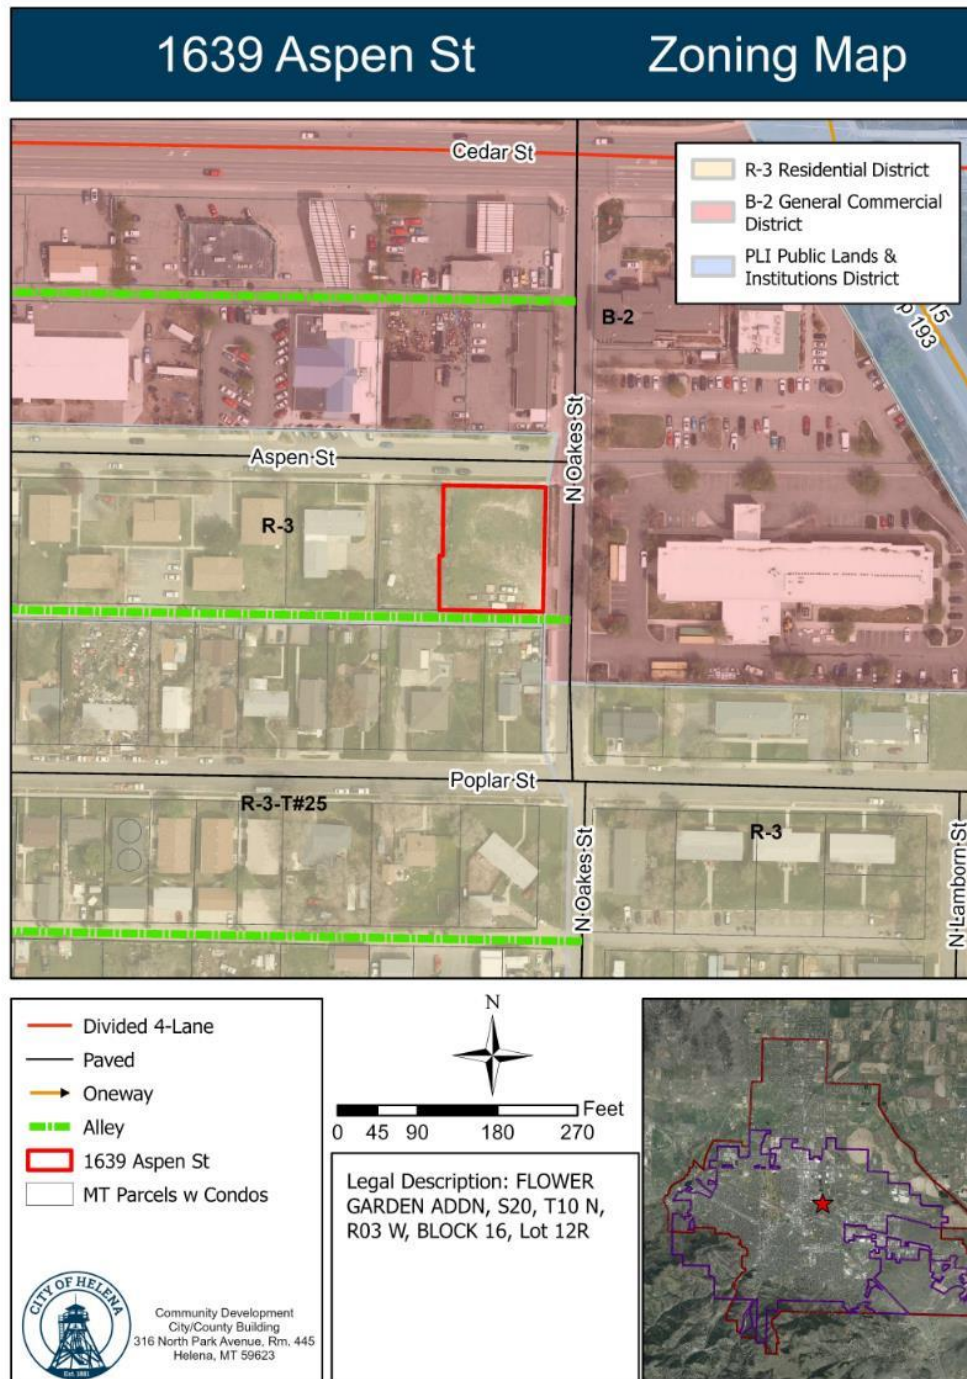 1639 Aspen St Zoning Map
Cedar St
R-3 Residential District
B-2 General Commercial
District
PLI Public Lands &
Institutions District
15
p 193
B-2
N Oakes St
Aspen St
R-3
Poplar St
R-3-T#25
R-3
N Oakes St
N Lamborn St
Divided 4-Lane
Paved
Oneway
Alley
1639 Aspen St
MT Parcels w Condos
N
Feet
0 45 90 180 270
Legal Description: FLOWER
GARDEN ADDN, S20, T10 N,
R03 W, BLOCK 16, Lot 12R
CITY OF HELENA
Est. 1881
Community Development
City/County Building
316 North Park Avenue, Rm. 445
Helena, MT 59623